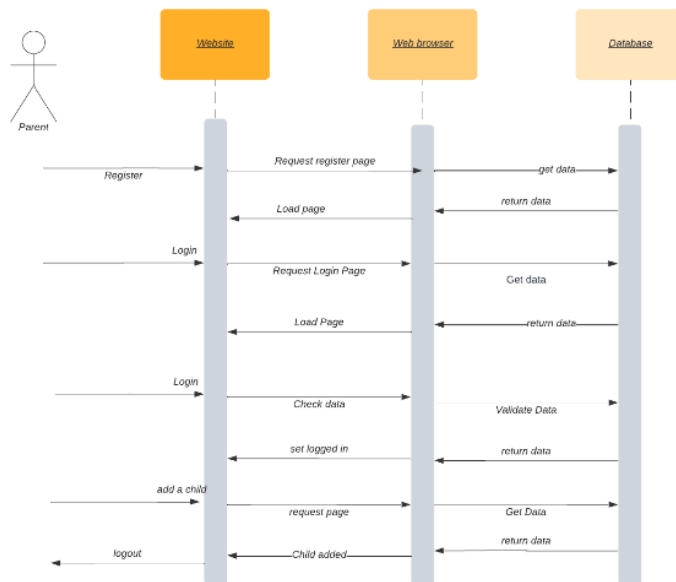 Website
Web browser
Database
Parent
Register
Request register page
get data
Load page
return data
Login
Request Login Page
Get data
Load Page
return data
Login
Check data
Validate Data
set logged in
return data
add a child
request page
Get Data
logout
Child added
return data